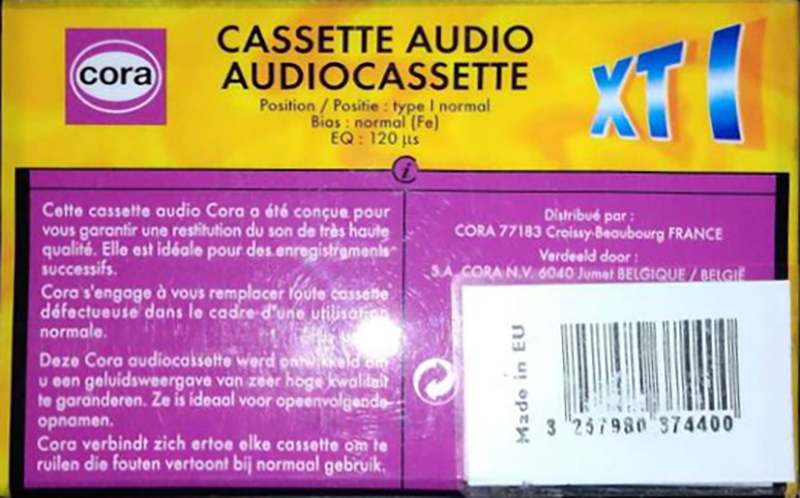 cora
CASSETTE AUDIO
AUDIOCASSETTE
Position / Positie : type I normal
Bias : normal (Fe)
EQ : 120 µs
XT I
i
Cette cassette audio Cora a été conçue pour
vous garantir une restitution du son de très haute
qualité. Elle est idéale pour des enregistrements
successifs.
Cora s'engage à vous remplacer toute cassette
défectueuse dans le cadre d'une utilisation
normale.
Deze Cora audiocassette werd ontwikkeld om
u een geluidsweergave van zeer hoge kwaliteit
te garanderen. Ze is ideaal voor opeenvolgende
opnamen.
Cora verbindt zich ertoe elke cassette om te
ruilen die fouten vertoont bij normaal gebruik.
Distribué par :
CORA 77183 Croissy-Beaubourg FRANCE
Verdeeld door :
S.A. CORA N.V. 6040 Jumet BELGIQUE / BELGIË
Made in EU
3 257980 374400